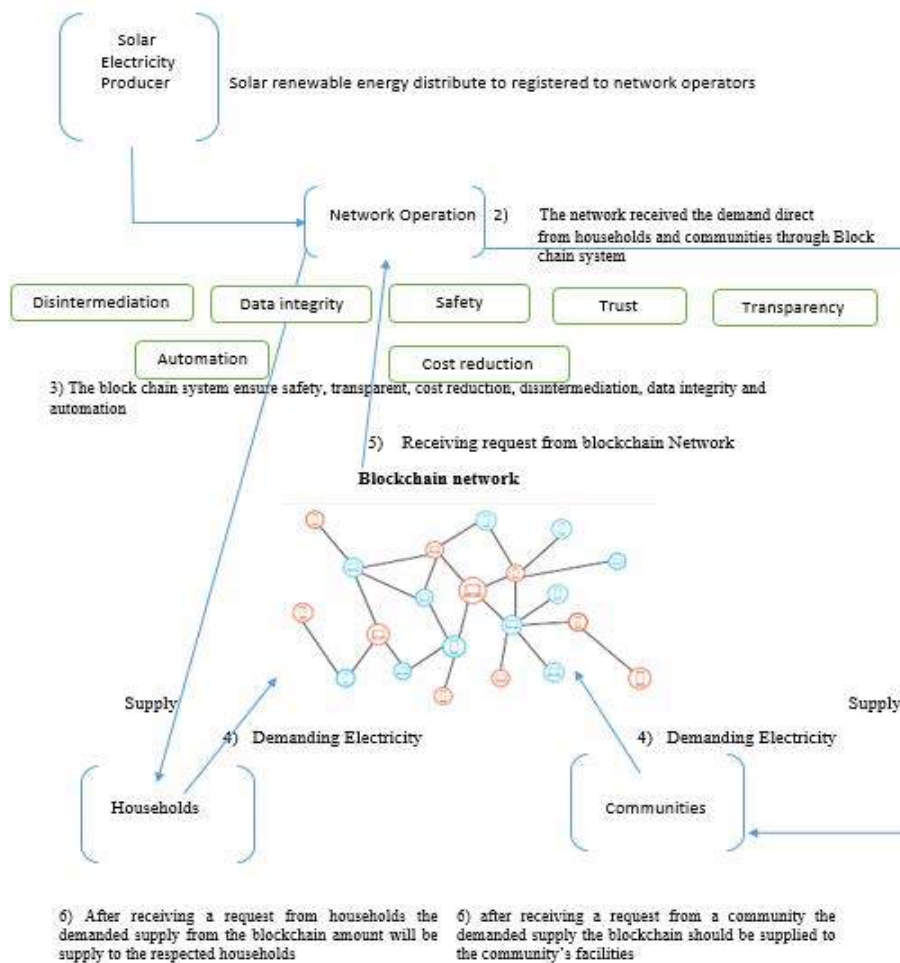 Solar
Electricity
Producer
Solar renewable energy distribute to registered to network operators
Network Operation
2) The network received the demand direct
from households and communities through Block
chain system
Disintermediation
Data integrity
Safety
Trust
Transparency
Automation
Cost reduction
3) The block chain system ensure safety, transparent, cost reduction, disintermediation, data integrity and
automation
5) Receiving request from blockchain Network
Blockchain network
Supply
Supply
4) Demanding Electricity
4) Demanding Electricity
Households
Communities
6) After receiving a request from households the
demanded supply from the blockchain amount will be
supply to the respected households
6) after receiving a request from a community the
demanded supply the blockchain should be supplied to
the community's facilities